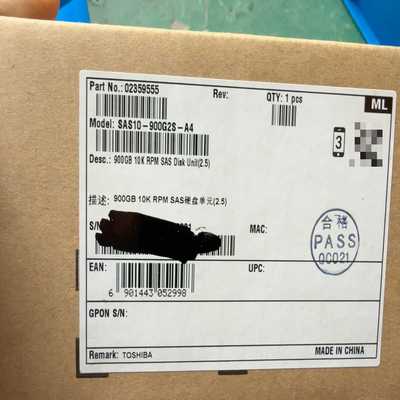 Part No.: 02359555
Rev:
QTY: 1 pcs
ML
Model: SAS10-900G2S-A4
3
Desc.: 900GB 10K RPM SAS Disk Unit(2.5)
描述: 900GB 10K RPM SAS硬盘单元(2.5)
S/N
MAC:
合格
PASS
QC021
EAN:
UPC:
6 901443 052998
GPON S/N:
Remark: TOSHIBA
MADE IN CHINA